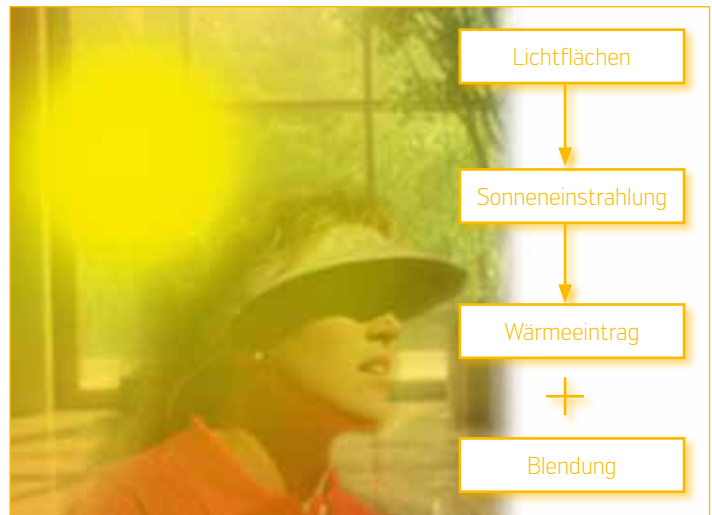 Lichtflächen
Sonneneinstrahlung
Wärmeeintrag
+
Blendung